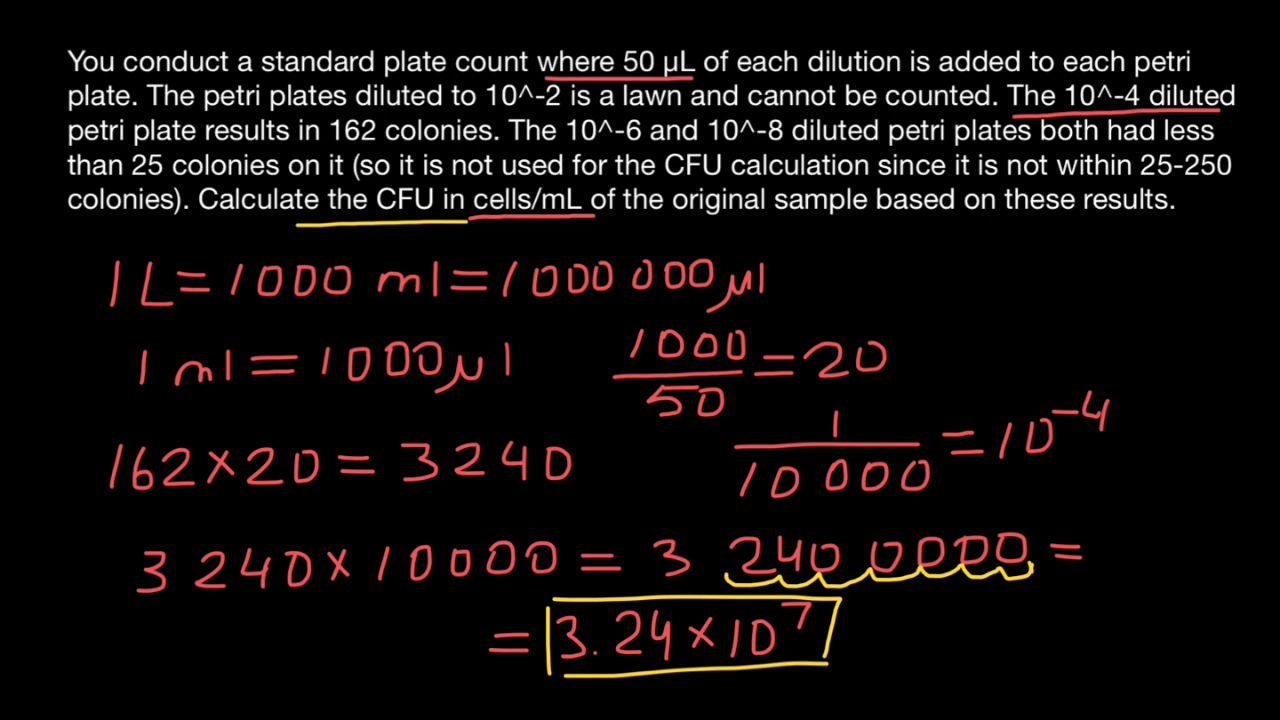 You conduct a standard plate count where 50 µL of each dilution is added to each petri
plate. The petri plates diluted to 10^-2 is a lawn and cannot be counted. The 10^-4 diluted
petri plate results in 162 colonies. The 10^-6 and 10^-8 diluted petri plates both had less
than 25 colonies on it (so it is not used for the CFU calculation since it is not within 25-250
colonies). Calculate the CFU in cells/mL of the original sample based on these results.
1 L = 1000 ml = 1000 000 µl
1 ml = 1000 µl
1000/50 = 20
162 × 20 = 3240
1/10 000 = 10⁻⁴
3 240 × 10000 = 3 240 0000 =
= 3.24 × 10⁷